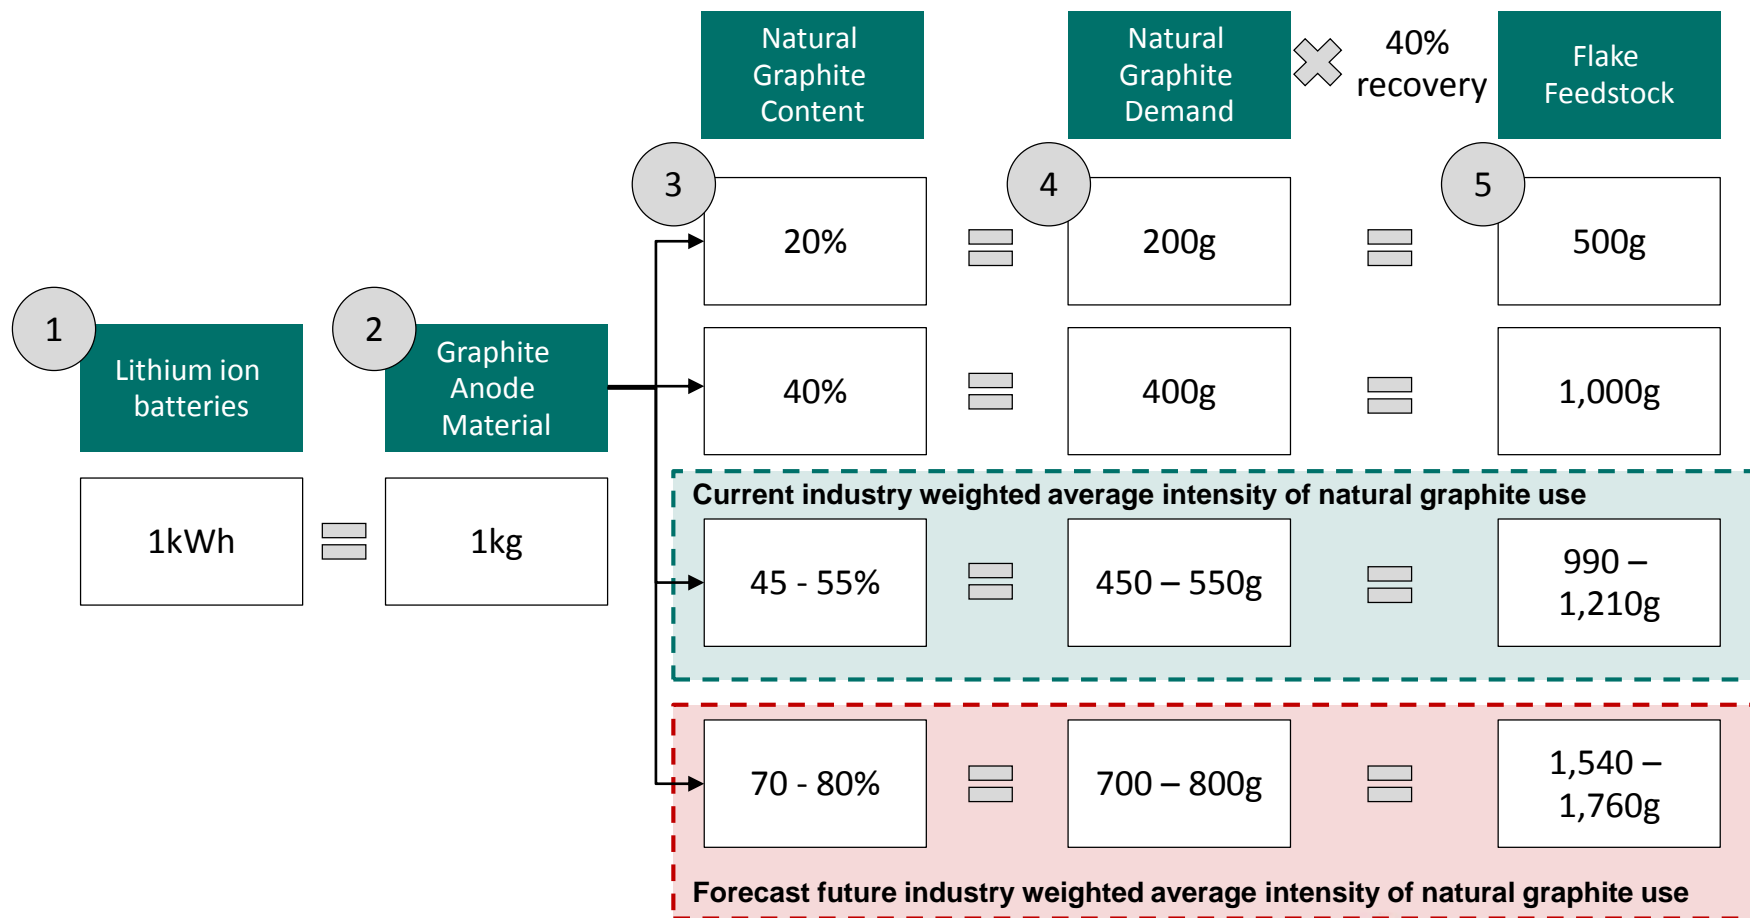 Natural
Graphite
Content
Natural
Graphite
Demand
40%
recovery
Flake
Feedstock
3
4
5
20%
200g
500g
1
2
Lithium ion
batteries
Graphite
Anode
Material
40%
400g
1,000g
Current industry weighted average intensity of natural graphite use
1kWh
1kg
45 - 55%
450 – 550g
990 –
1,210g
70 - 80%
700 – 800g
1,540 –
1,760g
Forecast future industry weighted average intensity of natural graphite use